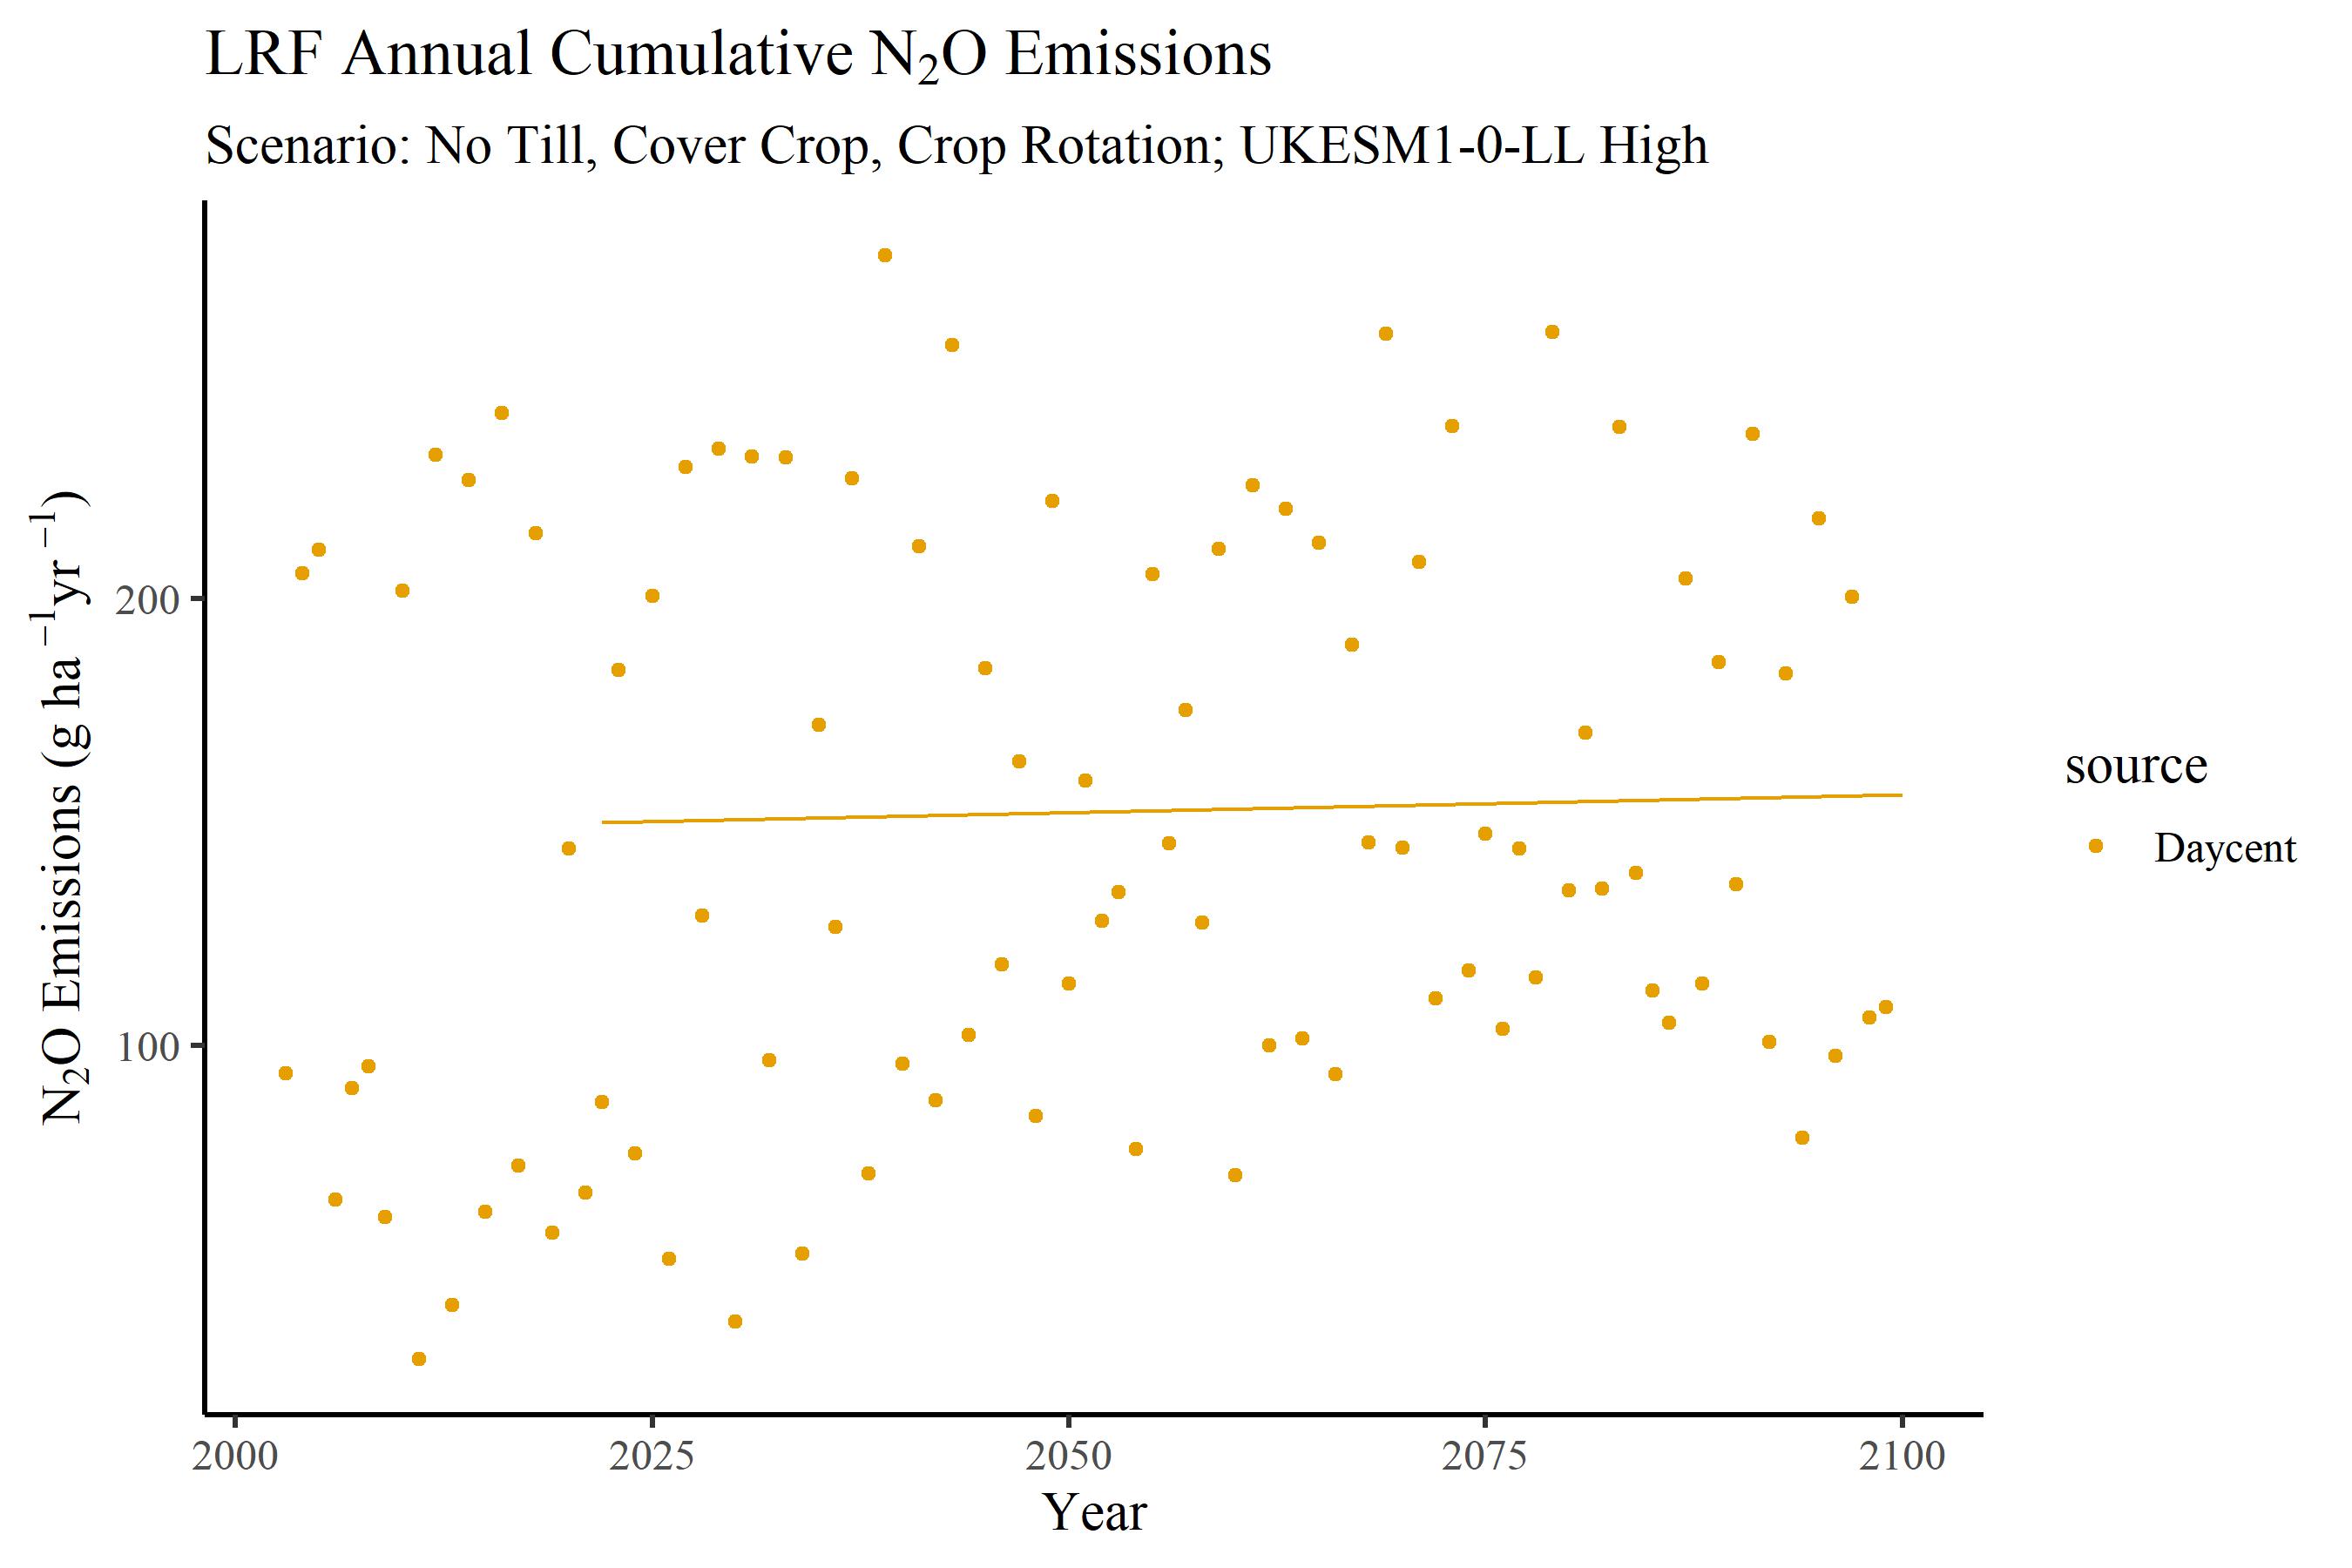 LRF Annual Cumulative N₂O Emissions
Scenario: No Till, Cover Crop, Crop Rotation; UKESM1-0-LL High
N₂O Emissions (g ha ⁻¹yr ⁻¹)
200
100
2000 2025 2050 2075 2100
Year
source
Daycent